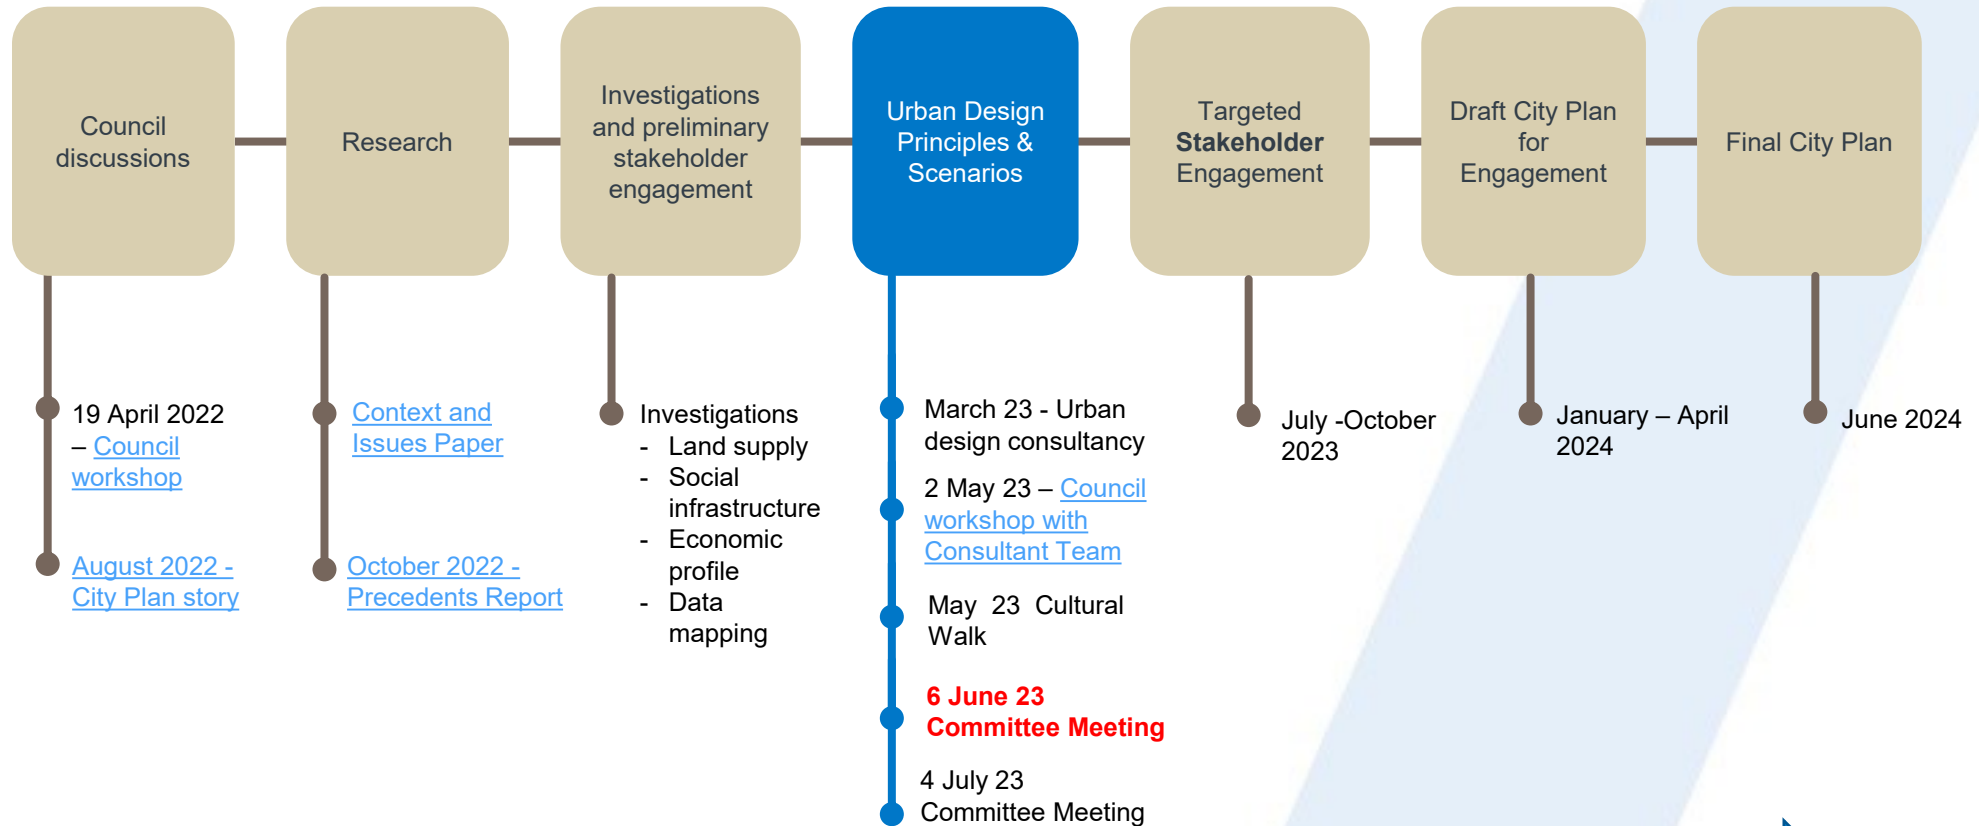 Council
discussions
Research
Investigations
and preliminary
stakeholder
engagement
Urban Design
Principles &
Scenarios
Targeted
Stakeholder
Engagement
Draft City Plan
for
Engagement
Final City Plan
19 April 2022
– Council
workshop
August 2022 -
City Plan story
Context and
Issues Paper
October 2022 -
Precedents Report
Investigations
- Land supply
- Social
infrastructure
- Economic
profile
- Data
mapping
March 23 - Urban
design consultancy
2 May 23 – Council
workshop with
Consultant Team
May 23 Cultural
Walk
6 June 23
Committee Meeting
4 July 23
Committee Meeting
July -October
2023
January – April
2024
June 2024